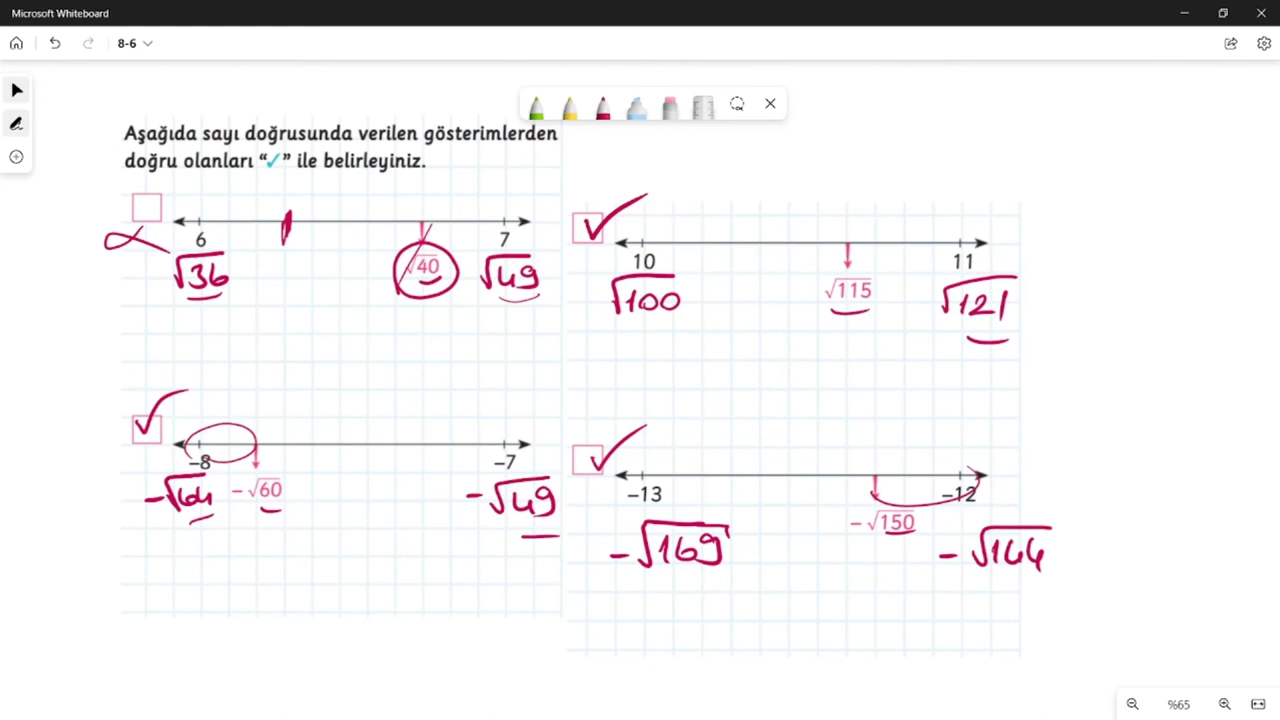 Microsoft Whiteboard
8-6
Aşağıda sayı doğrusunda verilen gösterimlerden
doğru olanları “✓” ile belirleyiniz.
6 √40 7
√36 √49
✓
10 √115 11
√100 √121
✓
–8 – √60 –7
-√64 -√49
✓
–13 – √150 –12
-√169 -√144
%65